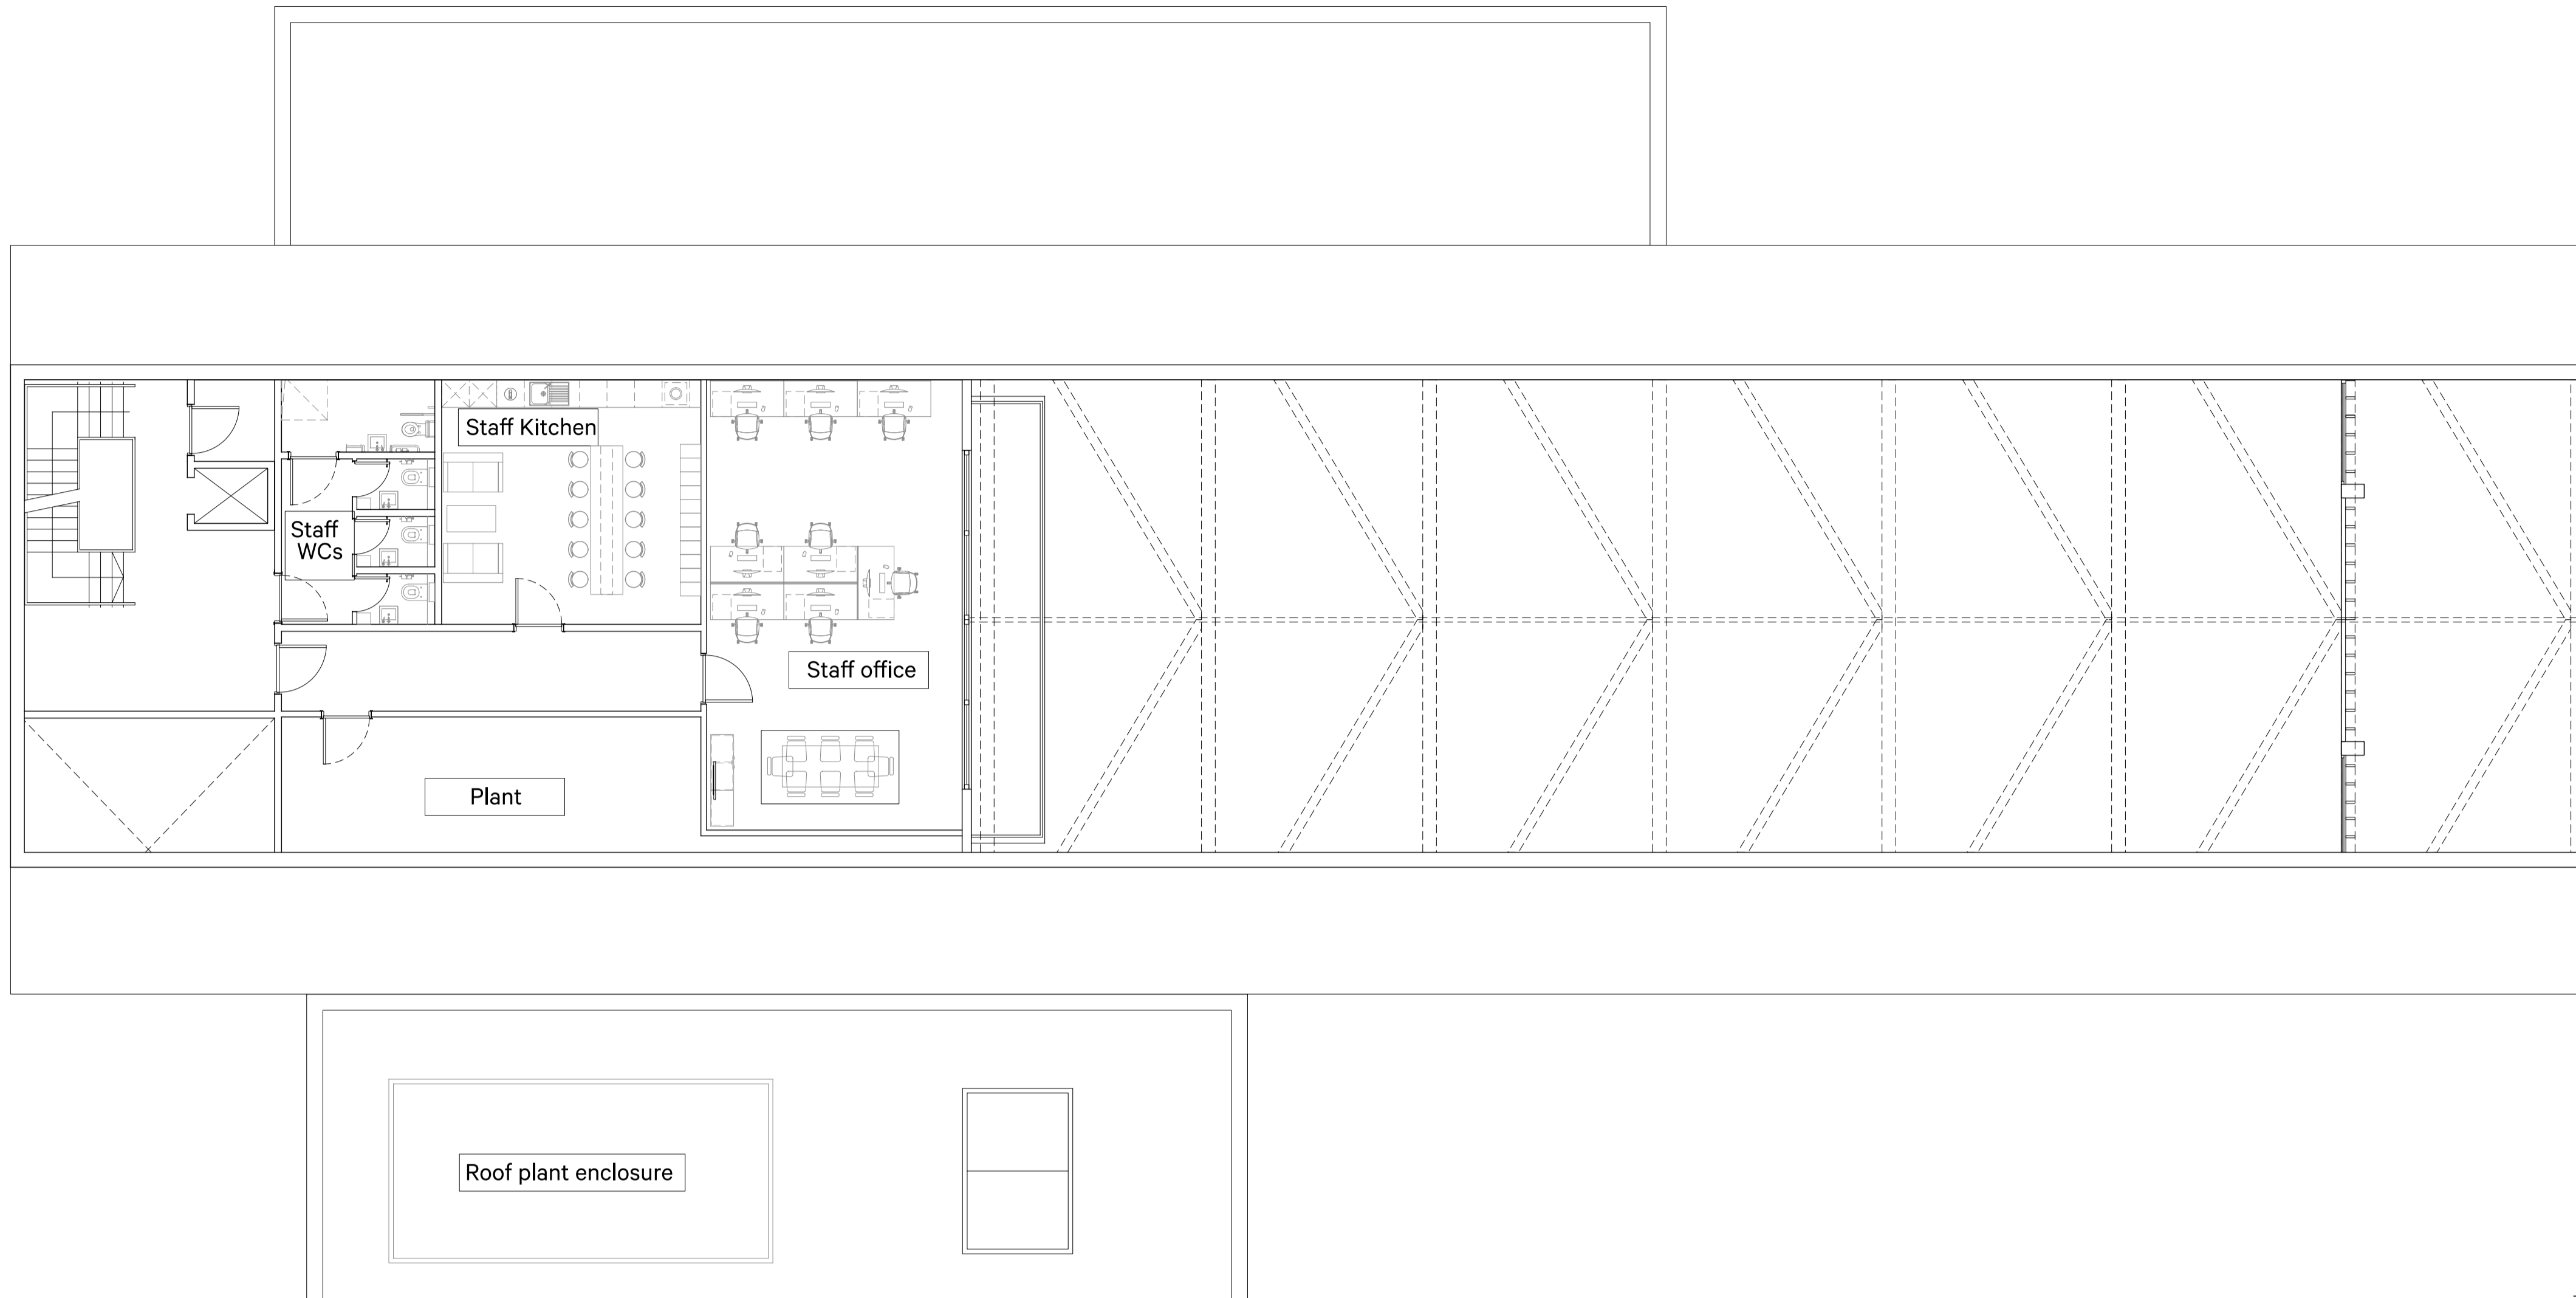 Staff Kitchen
Staff
WCs
Staff office
Plant
Roof plant enclosure